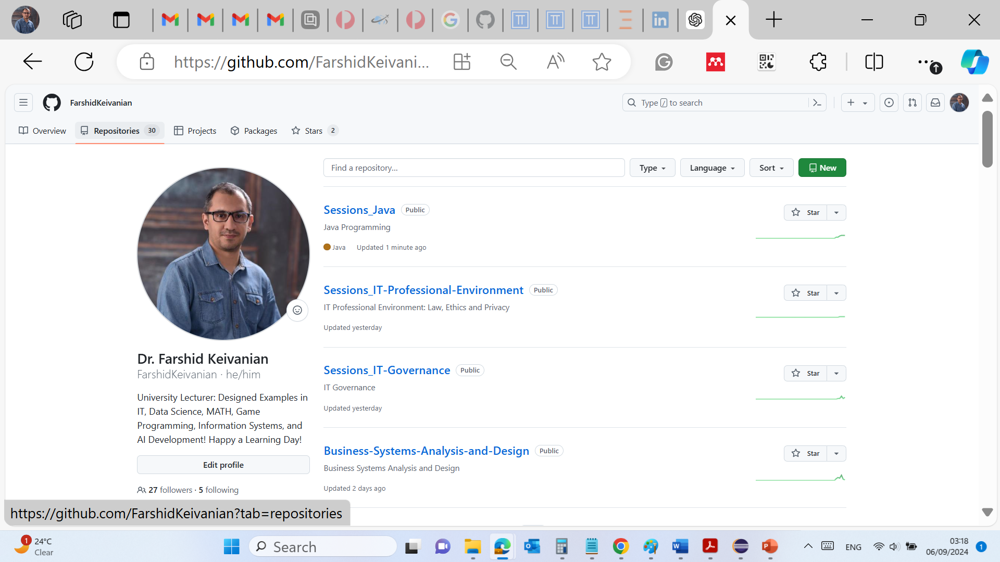 https://github.com/FarshidKeivani...
FarshidKeivanian
Type / to search
Overview
Repositories 30
Projects
Packages
Stars 2
Find a repository...
Type
Language
Sort
New
Sessions_Java Public
Java Programming
Java Updated 1 minute ago
Star
Sessions_IT-Professional-Environment Public
IT Professional Environment: Law, Ethics and Privacy
Updated yesterday
Star
Sessions_IT-Governance Public
IT Governance
Updated yesterday
Star
Business-Systems-Analysis-and-Design Public
Business Systems Analysis and Design
Updated 2 days ago
Star
Dr. Farshid Keivanian
FarshidKeivanian · he/him
University Lecturer: Designed Examples in
IT, Data Science, MATH, Game
Programming, Information Systems, and
AI Development! Happy a Learning Day!
Edit profile
27 followers · 5 following
https://github.com/FarshidKeivanian?tab=repositories
1
24°C
Clear
Search
ENG
03:18
06/09/2024
1